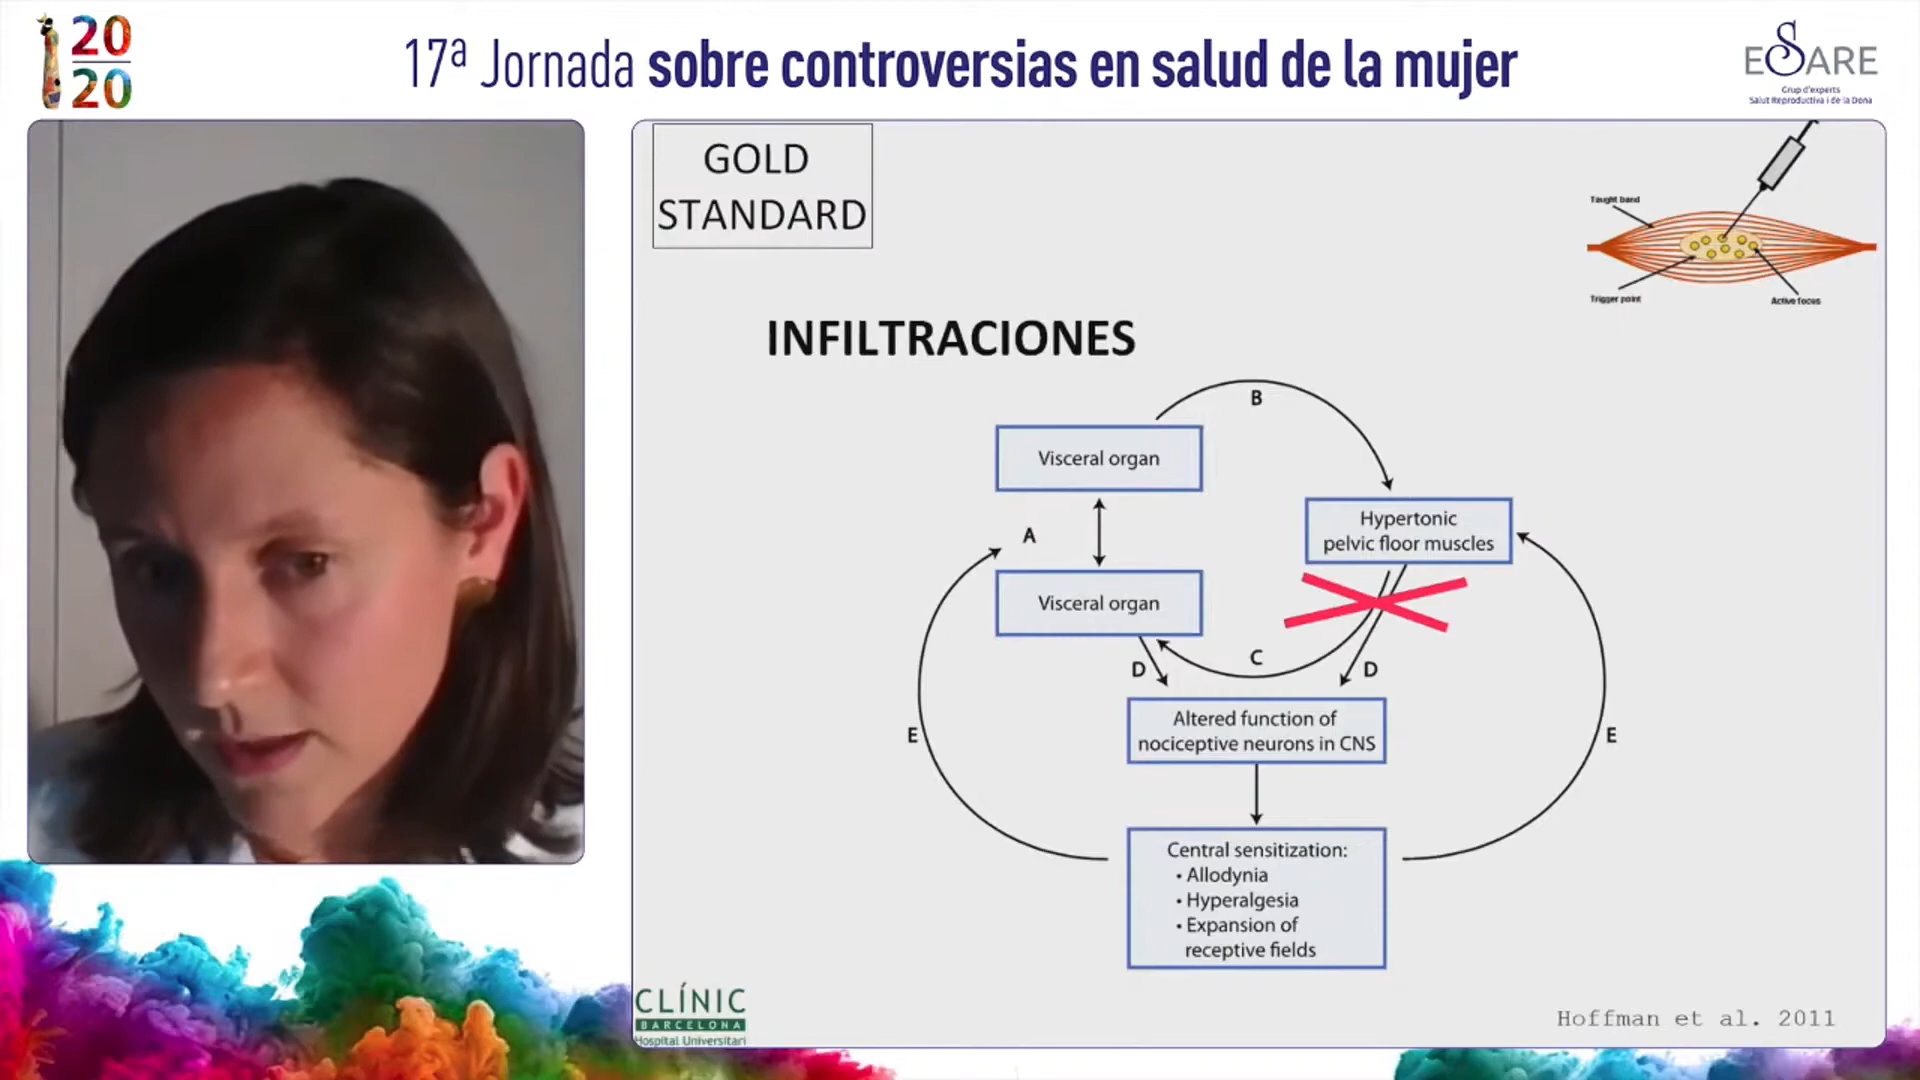 20
20
17ª Jornada sobre controversias en salud de la mujer
ESARE
Grup d'experts
Salut Reproductiva i de la Dona
GOLD
STANDARD
Taught band
Trigger point
Active focus
INFILTRACIONES
B
Visceral organ
Hypertonic
pelvic floor muscles
A
Visceral organ
D
C
D
Altered function of
nociceptive neurons in CNS
E
E
Central sensitization:
• Allodynia
• Hyperalgesia
• Expansion of
receptive fields
CLÍNIC
BARCELONA
Hospital Universitari
Hoffman et al. 2011